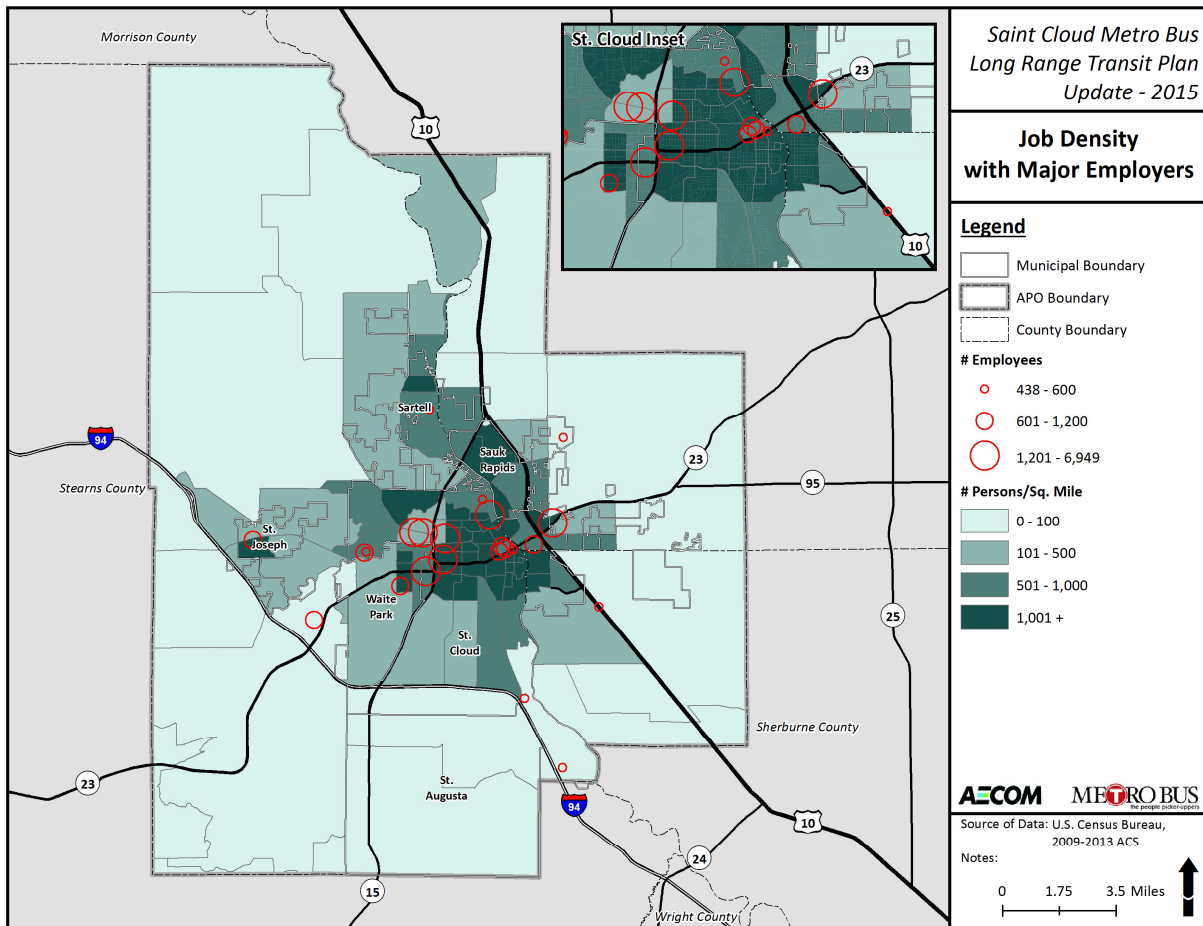 Morrison County
10
94
Stearns County
Sartell
Sauk
Rapids
23
95
St.
Joseph
Waite
Park
St.
Cloud
25
Sherburne County
23
St.
Augusta
94
10
24
15
Wright County
St. Cloud Inset
23
10
Saint Cloud Metro Bus
Long Range Transit Plan
Update - 2015
Job Density
with Major Employers
Legend
Municipal Boundary
APO Boundary
County Boundary
# Employees
438 - 600
601 - 1,200
1,201 - 6,949
# Persons/Sq. Mile
0 - 100
101 - 500
501 - 1,000
1,001 +
AECOM
METRO BUS
the people picker-uppers
Source of Data: U.S. Census Bureau,
2009-2013 ACS
Notes:
0 1.75 3.5 Miles